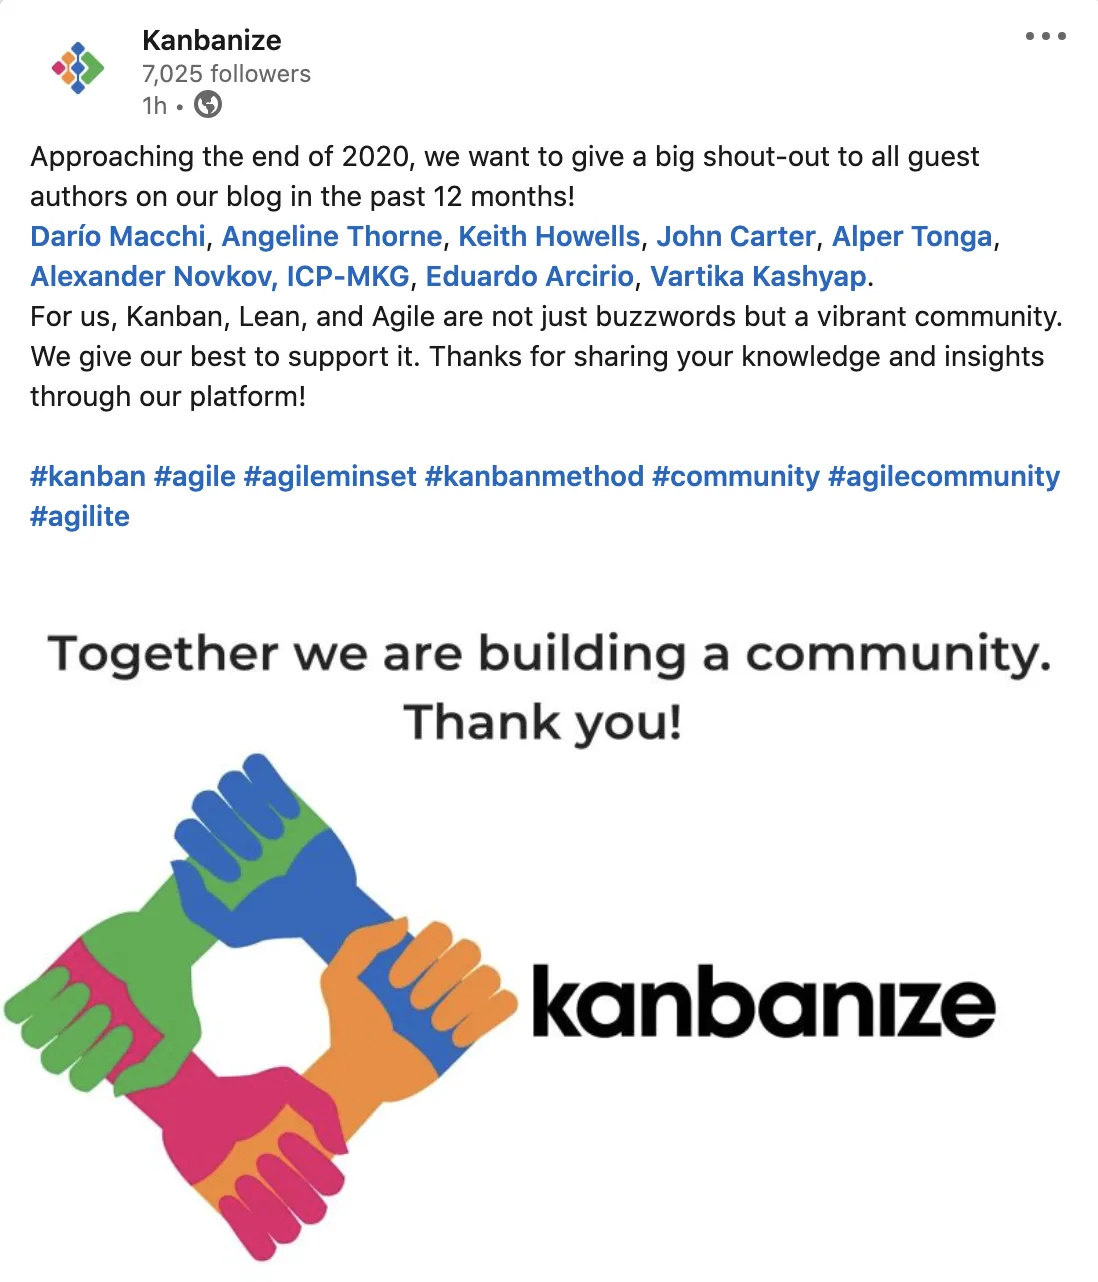 Kanbanize
7,025 followers
1h •
Approaching the end of 2020, we want to give a big shout-out to all guest
authors on our blog in the past 12 months!
Darío Macchi, Angeline Thorne, Keith Howells, John Carter, Alper Tonga,
Alexander Novkov, ICP-MKG, Eduardo Arcirio, Vartika Kashyap.
For us, Kanban, Lean, and Agile are not just buzzwords but a vibrant community.
We give our best to support it. Thanks for sharing your knowledge and insights
through our platform!
#kanban #agile #agileminset #kanbanmethod #community #agilecommunity
#agilite
Together we are building a community.
Thank you!
kanbanıze